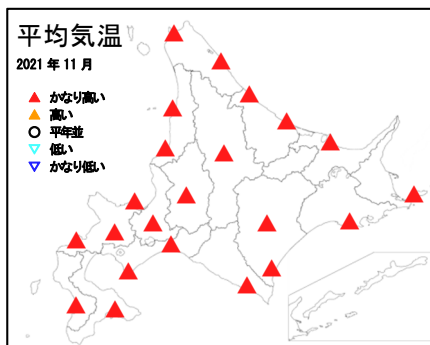 平均気温
2021 年 11 月
かなり高い
高い
平年並
低い
かなり低い